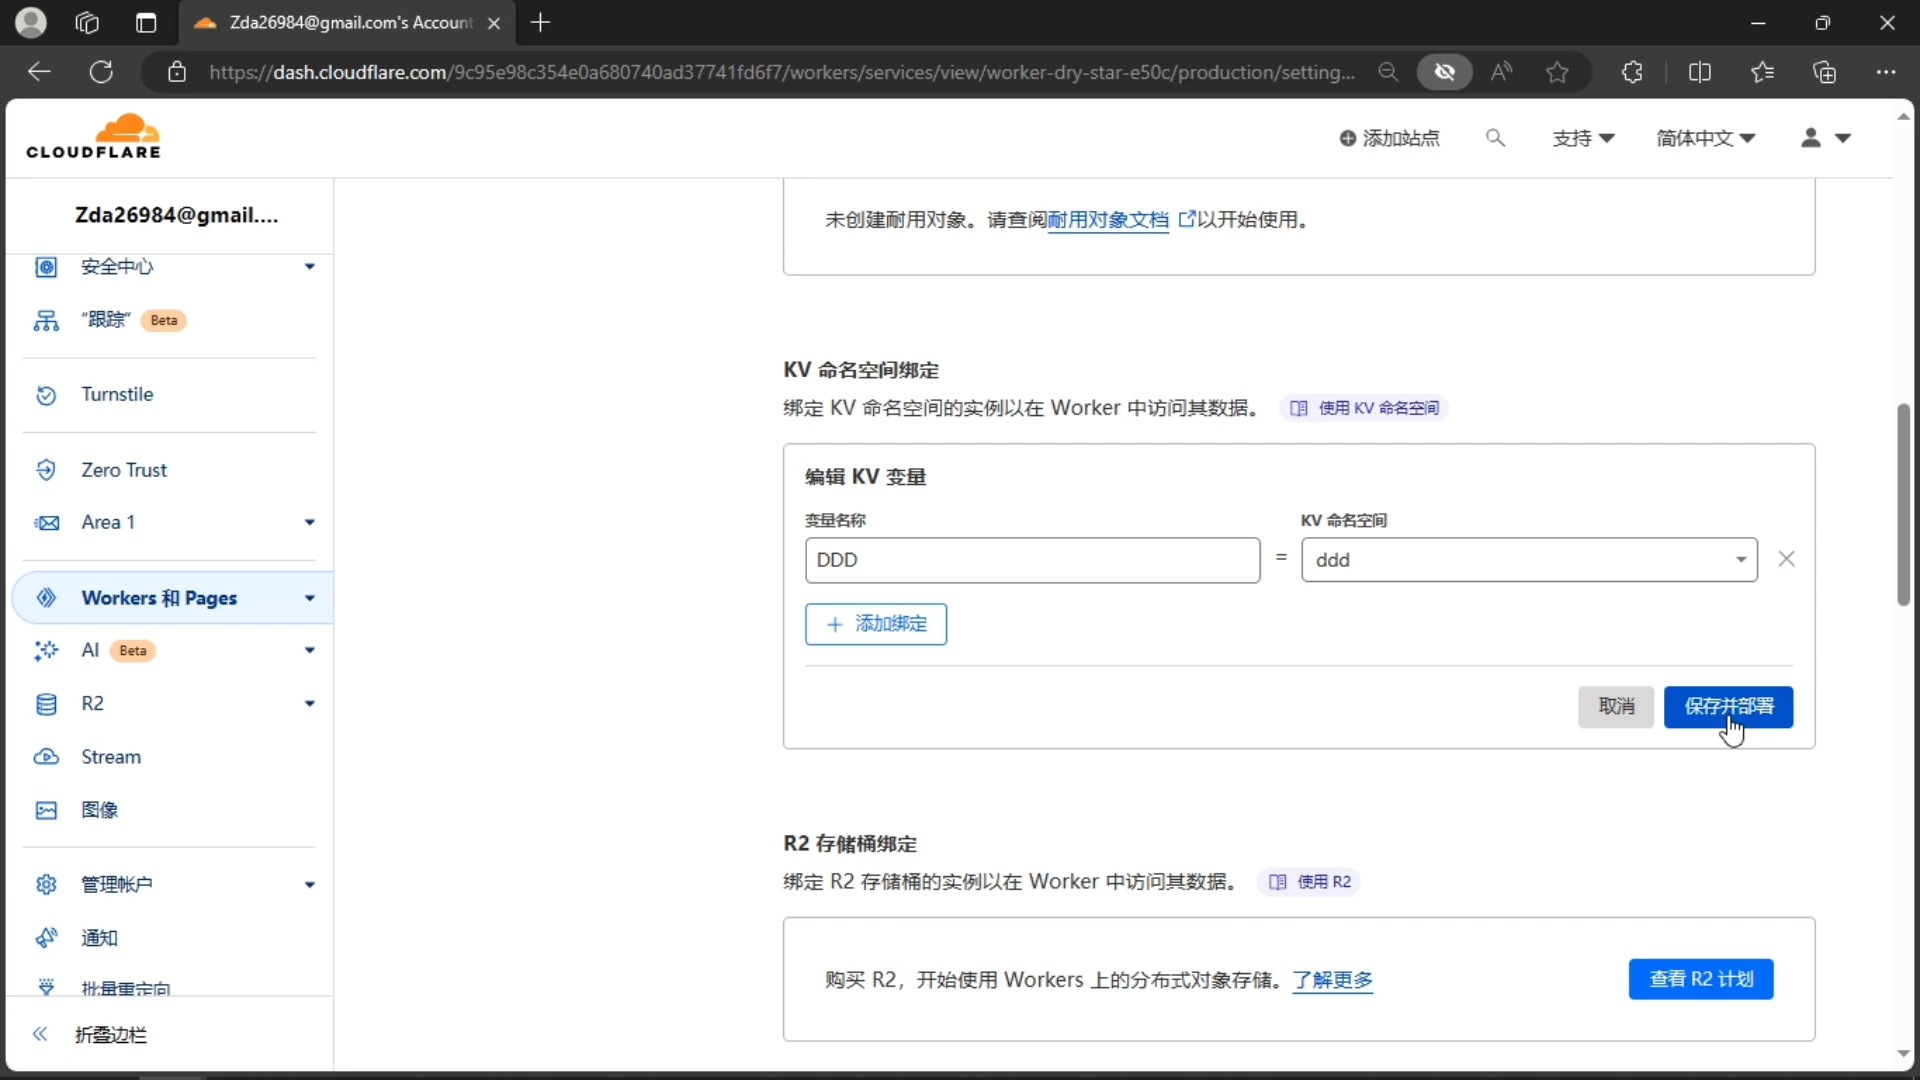 Zda26984@gmail.com's Account
https://dash.cloudflare.com/9c95e98c354e0a680740ad37741fd6f7/workers/services/view/worker-dry-star-e50c/production/setting...
CLOUDFLARE
添加站点
支持
简体中文
Zda26984@gmail....
安全中心
“跟踪” Beta
Turnstile
Zero Trust
Area 1
Workers 和 Pages
AI Beta
R2
Stream
图像
管理帐户
通知
批量重定向
折叠边栏
未创建耐用对象。请查阅耐用对象文档以开始使用。
KV 命名空间绑定
绑定 KV 命名空间的实例以在 Worker 中访问其数据。 使用 KV 命名空间
编辑 KV 变量
变量名称 KV 命名空间
DDD = ddd
+ 添加绑定
取消 保存并部署
R2 存储桶绑定
绑定 R2 存储桶的实例以在 Worker 中访问其数据。 使用 R2
购买 R2，开始使用 Workers 上的分布式对象存储。了解更多
查看 R2 计划